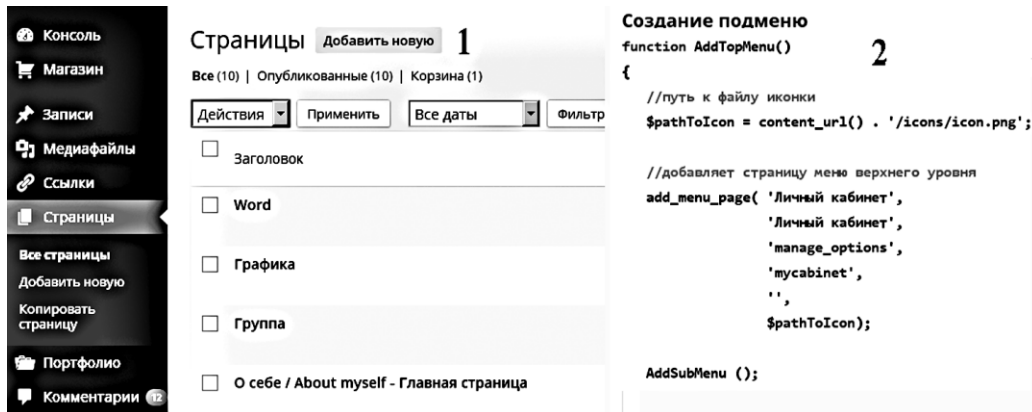 Консоль
Магазин
Записи
Медиафайлы
Ссылки
Страницы
Все страницы
Добавить новую
Копировать
страницу
Портфолио
Комментарии 12
Страницы Добавить новую 1
Все (10) | Опубликованные (10) | Корзина (1)
Действия Применить Все даты Фильтр
Заголовок
Word
Графика
Группа
О себе / About myself - Главная страница
Создание подменю
function AddTopMenu() 2
{
//путь к файлу иконки
$pathToIcon = content_url() . '/icons/icon.png';
//добавляет страницу меню верхнего уровня
add_menu_page( 'Личный кабинет',
'Личный кабинет',
'manage_options',
'mycabinet',
'',
$pathToIcon);
AddSubMenu ();